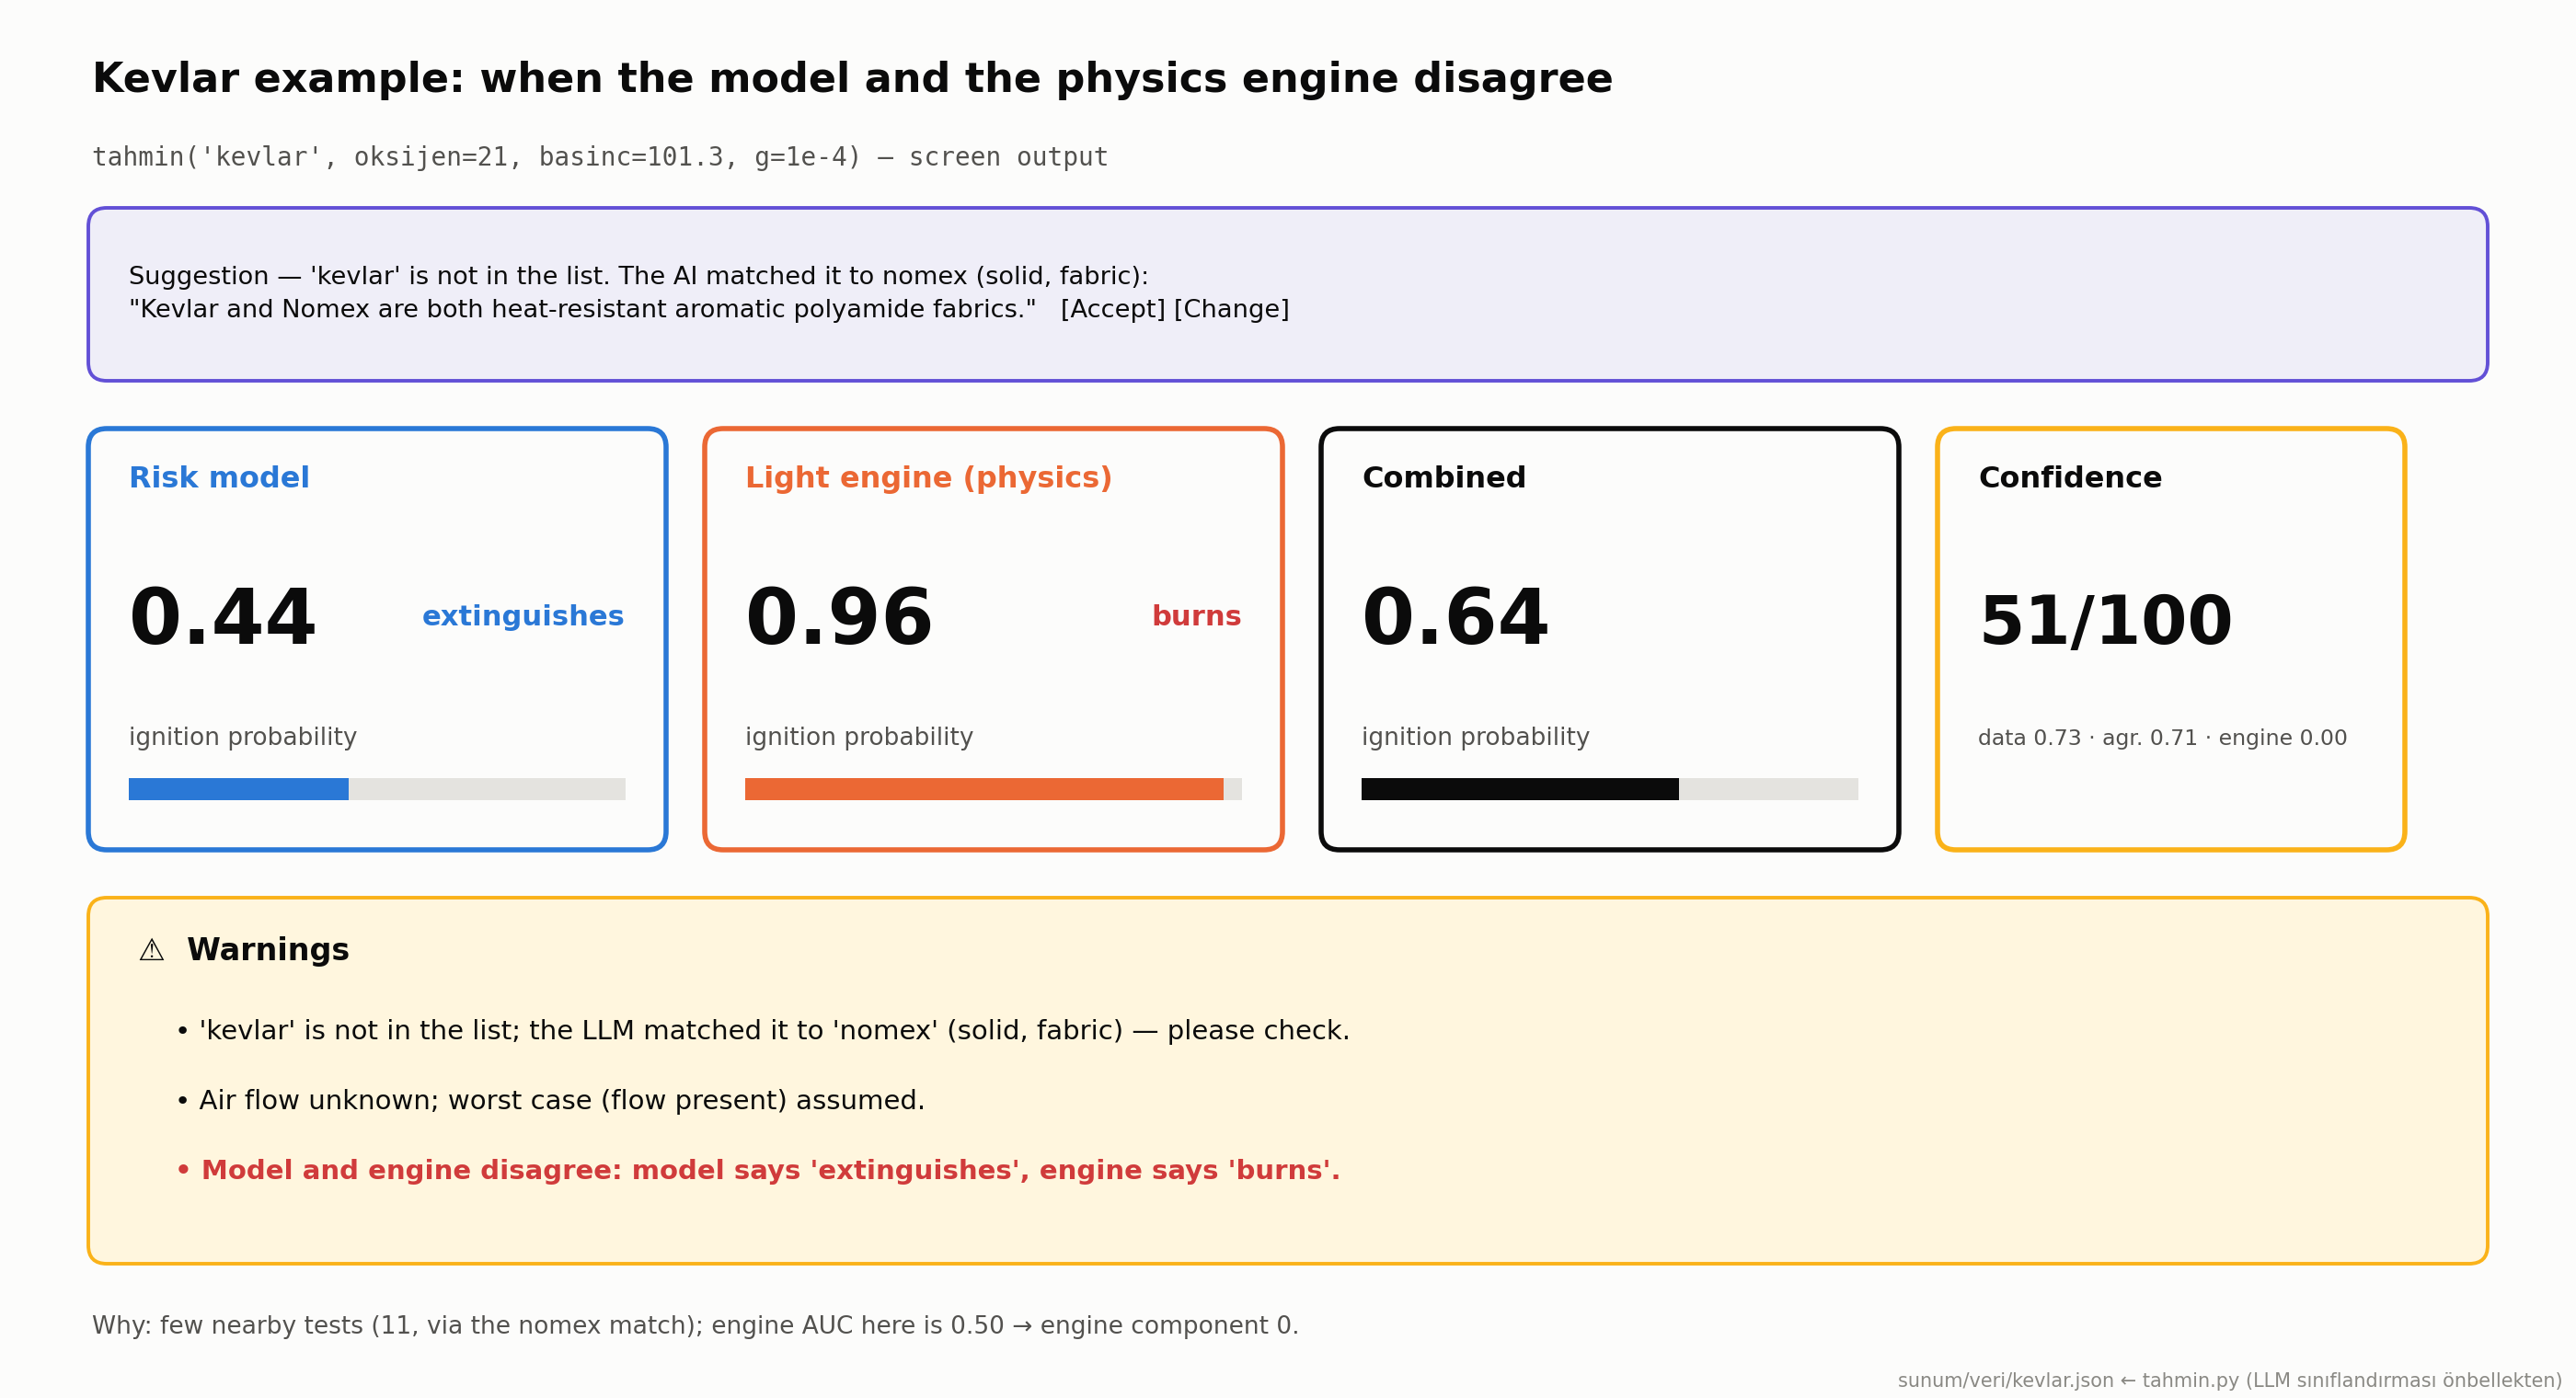 Kevlar example: when the model and the physics engine disagree
tahmin('kevlar', oksijen=21, basinc=101.3, g=1e-4) — screen output
Suggestion — 'kevlar' is not in the list. The AI matched it to nomex (solid, fabric):
"Kevlar and Nomex are both heat-resistant aromatic polyamide fabrics."   [Accept] [Change]
Risk model
0.44 extinguishes
ignition probability
Light engine (physics)
0.96 burns
ignition probability
Combined
0.64
ignition probability
Confidence
51/100
data 0.73 · agr. 0.71 · engine 0.00
⚠ Warnings
• 'kevlar' is not in the list; the LLM matched it to 'nomex' (solid, fabric) — please check.
• Air flow unknown; worst case (flow present) assumed.
• Model and engine disagree: model says 'extinguishes', engine says 'burns'.
Why: few nearby tests (11, via the nomex match); engine AUC here is 0.50 → engine component 0.
sunum/veri/kevlar.json ← tahmin.py (LLM sınıflandırması önbellekten)